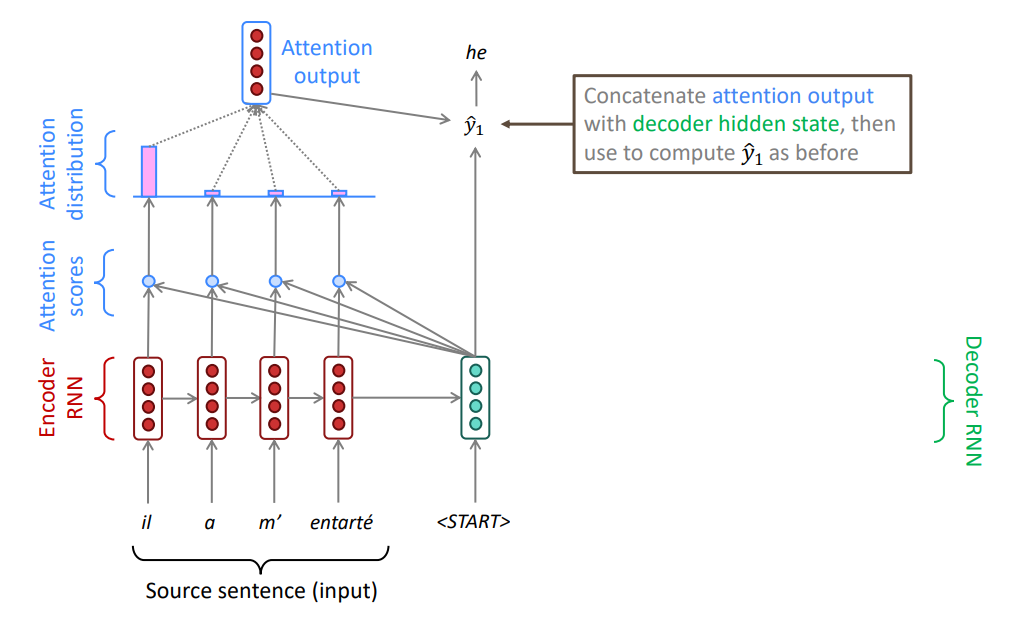 Attention
output
he
Concatenate attention output
with decoder hidden state, then
use to compute ŷ₁ as before
ŷ₁
Attention
distribution
Attention
scores
Encoder
RNN
Decoder RNN
il
a
m’
entarté
<START>
Source sentence (input)